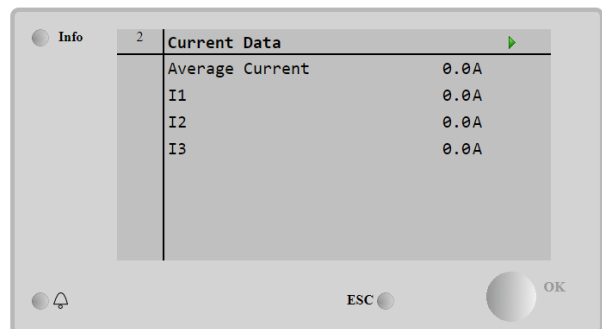 Info
2 Current Data
Average Current 0.0A
I1 0.0A
I2 0.0A
I3 0.0A
ESC
OK